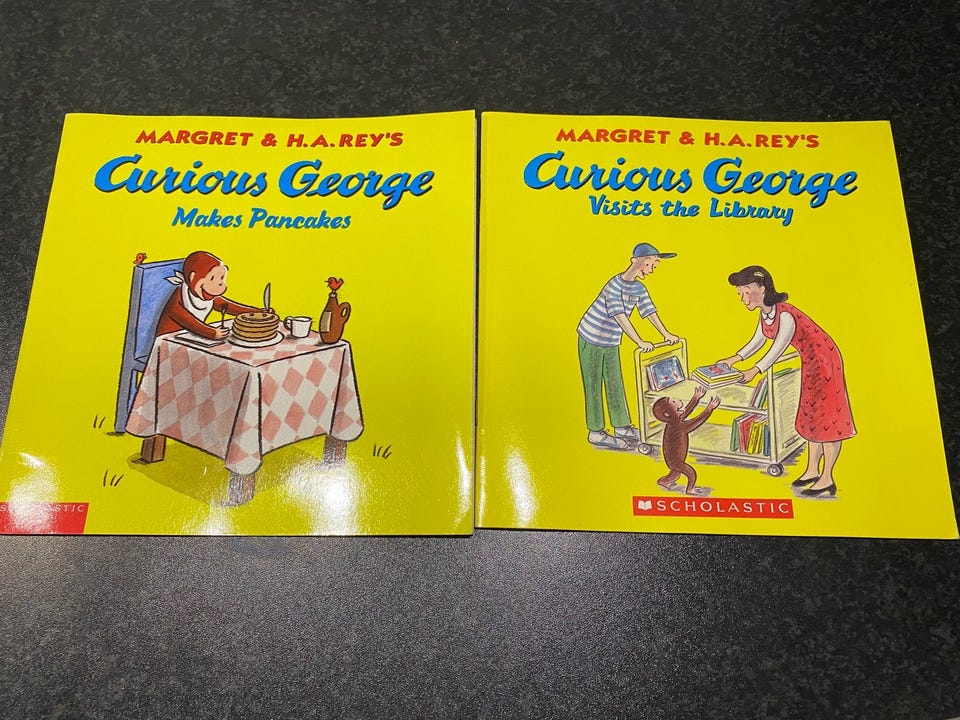 MARGRET & H.A. REY'S
Curious George
Makes Pancakes
SCHOLASTIC
MARGRET & H.A. REY'S
Curious George
Visits the Library
SCHOLASTIC